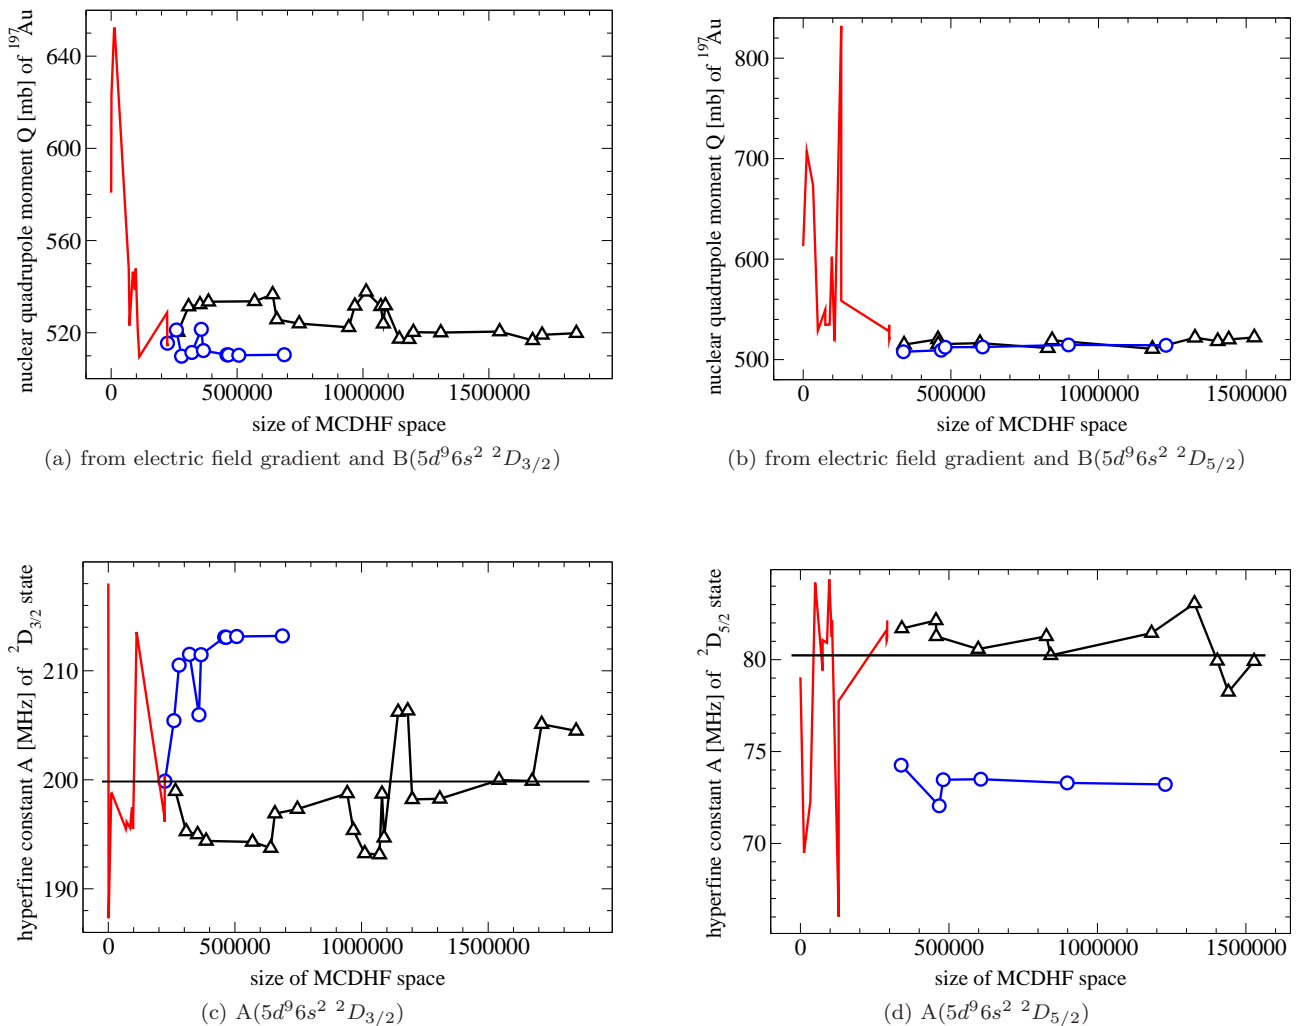 nuclear quadrupole moment Q [mb] of ¹⁹⁷Au
640
600
560
520
0 500000 1000000 1500000
size of MCDHF space
(a) from electric field gradient and B(5d⁹6s² ²D₃/₂)
nuclear quadrupole moment Q [mb] of ¹⁹⁷Au
800
700
600
500
0 500000 1000000 1500000
size of MCDHF space
(b) from electric field gradient and B(5d⁹6s² ²D₅/₂)
hyperfine constant A [MHz] of ²D₃/₂ state
210
200
190
0 500000 1000000 1500000
size of MCDHF space
(c) A(5d⁹6s² ²D₃/₂)
hyperfine constant A [MHz] of ²D₅/₂ state
80
75
70
0 500000 1000000 1500000
size of MCDHF space
(d) A(5d⁹6s² ²D₅/₂)